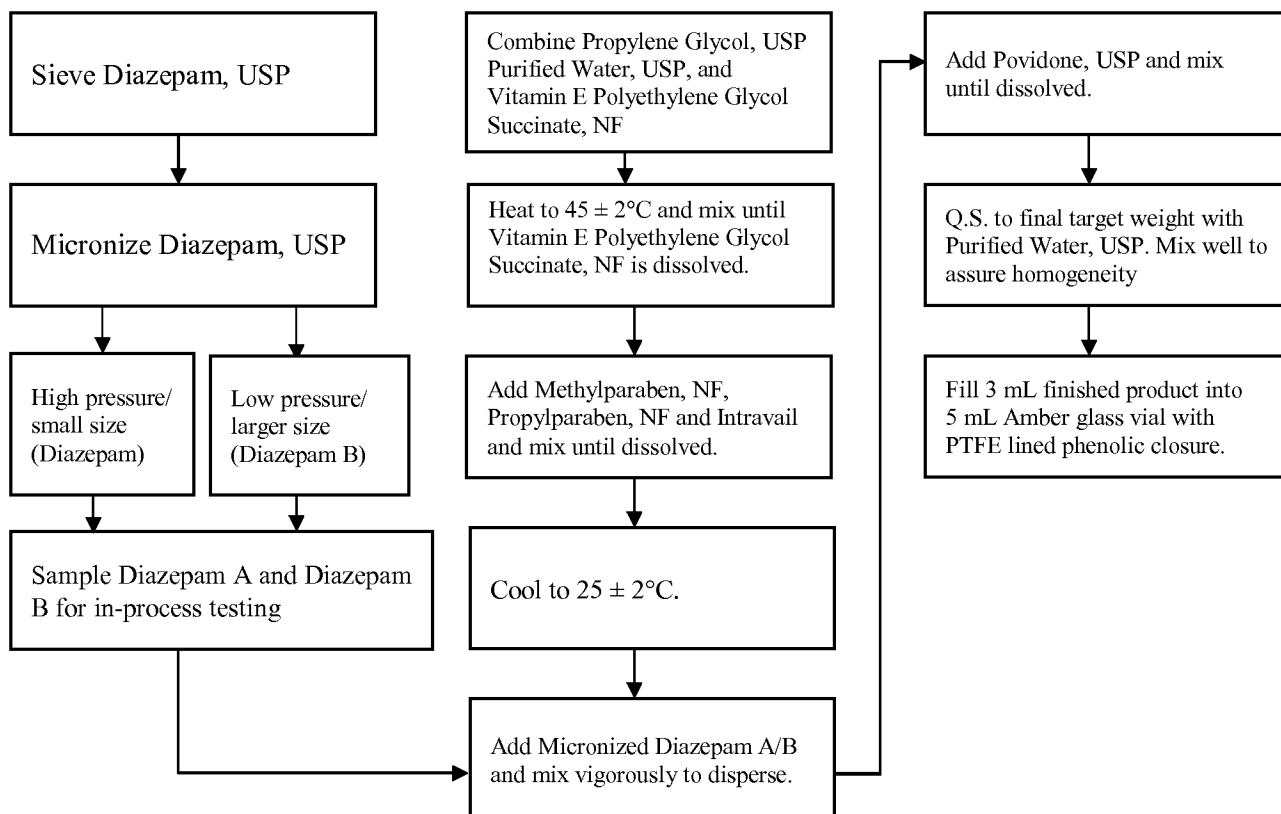 Sieve Diazepam, USP
Micronize Diazepam, USP
High pressure/
small size
(Diazepam)
Low pressure/
larger size
(Diazepam B)
Sample Diazepam A and Diazepam
B for in-process testing
Combine Propylene Glycol, USP
Purified Water, USP, and
Vitamin E Polyethylene Glycol
Succinate, NF
Heat to 45 ± 2°C and mix until
Vitamin E Polyethylene Glycol
Succinate, NF is dissolved.
Add Methylparaben, NF,
Propylparaben, NF and Intravail
and mix until dissolved.
Cool to 25 ± 2°C.
Add Micronized Diazepam A/B
and mix vigorously to disperse.
Add Povidone, USP and mix
until dissolved.
Q.S. to final target weight with
Purified Water, USP. Mix well to
assure homogeneity
Fill 3 mL finished product into
5 mL Amber glass vial with
PTFE lined phenolic closure.